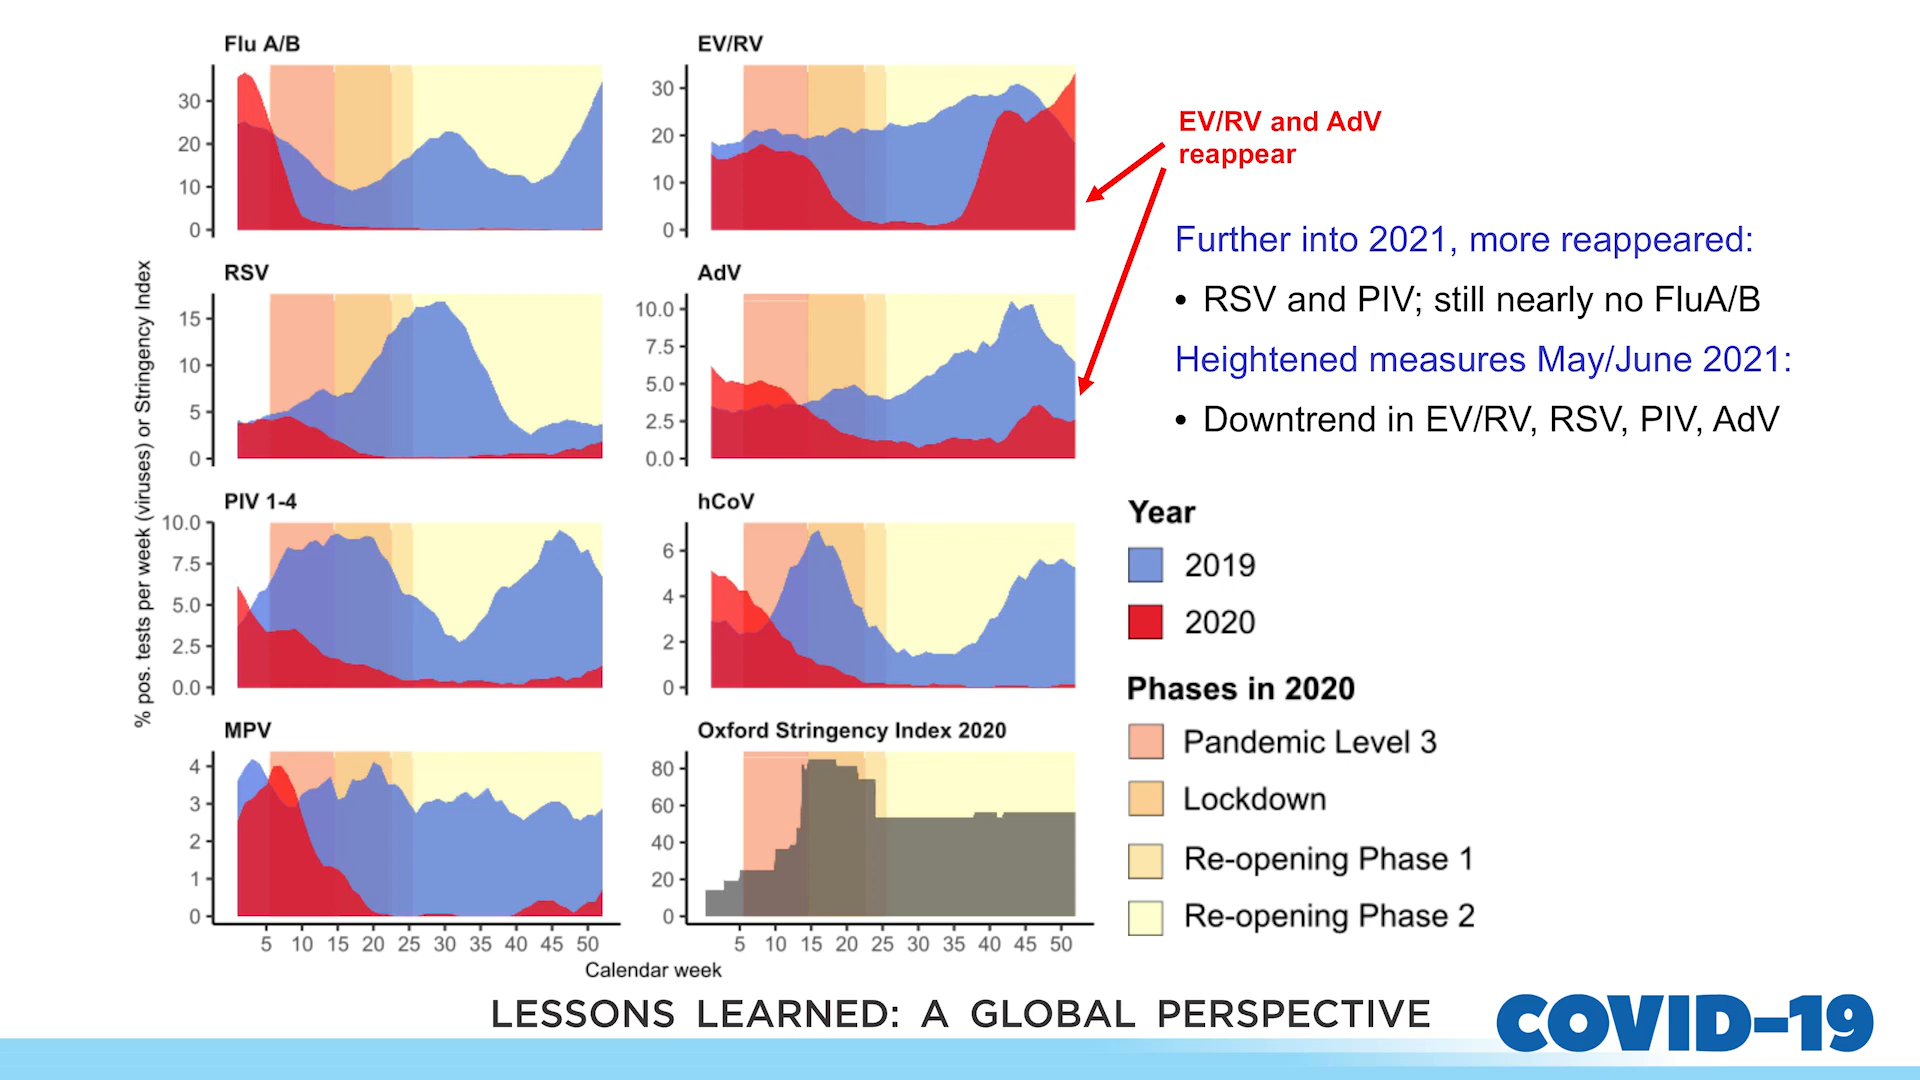 Flu A/B
30
20
10
0
EV/RV
30
20
10
0
EV/RV and AdV
reappear
Further into 2021, more reappeared:
• RSV and PIV; still nearly no FluA/B
Heightened measures May/June 2021:
• Downtrend in EV/RV, RSV, PIV, AdV
% pos. tests per week (viruses) or Stringency Index
RSV
15
10
5
0
AdV
10.0
7.5
5.0
2.5
0.0
PIV 1-4
10.0
7.5
5.0
2.5
0.0
hCoV
6
4
2
0
MPV
4
3
2
1
0
5 10 15 20 25 30 35 40 45 50
Oxford Stringency Index 2020
80
60
40
20
0
5 10 15 20 25 30 35 40 45 50
Calendar week
Year
2019
2020
Phases in 2020
Pandemic Level 3
Lockdown
Re-opening Phase 1
Re-opening Phase 2
LESSONS LEARNED: A GLOBAL PERSPECTIVE
COVID-19